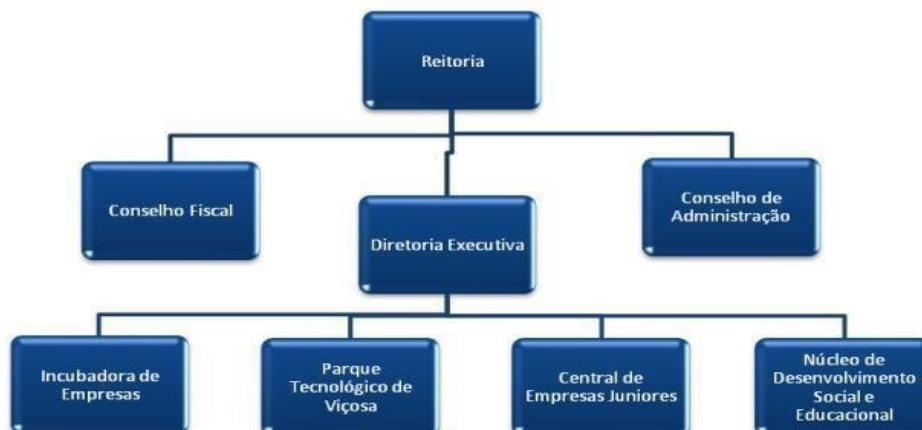 Reitoria
Conselho Fiscal
Diretoria Executiva
Conselho de
Administração
Incubadora de
Empresas
Parque
Tecnológico de
Viçosa
Central de
Empresas Juniores
Núcleo de
Desenvolvimento
Social e
Educacional